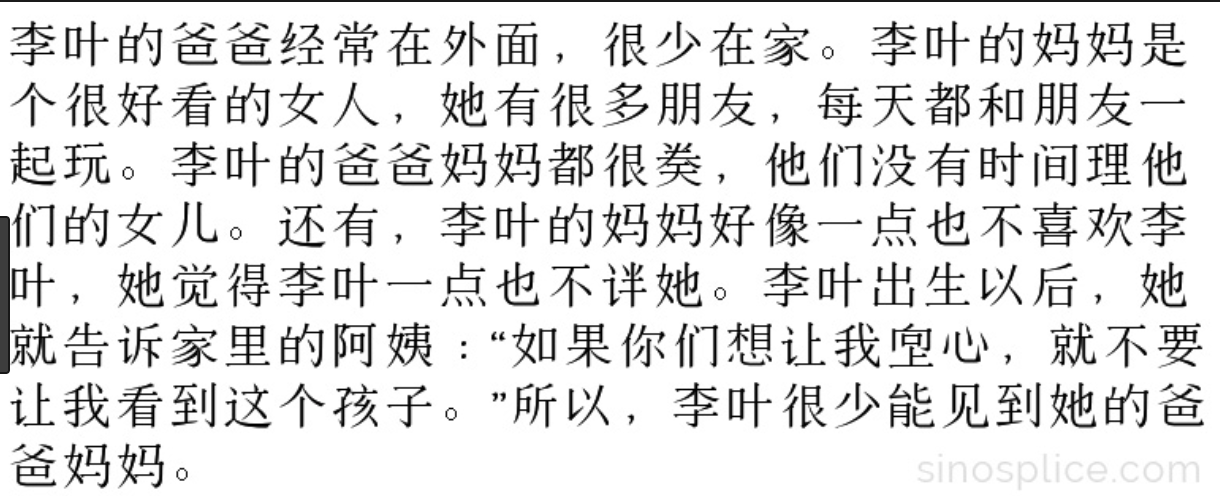 李叶的爸爸经常在外面，很少在家。李叶的妈妈是
个很好看的女人，她有很多朋友，每天都和朋友一
起玩。李叶的爸爸妈妈都很，他们没有时间理他
们的女儿。还有，李叶的妈妈好像一点也不喜欢李
叶，她觉得李叶一点也不她。李叶出生以后，她
就告诉家里的阿姨：“如果你们想让我心，就不要
让我看到这个孩子。”所以，李叶很少能见到她的爸
爸妈妈。
sinosplice.com